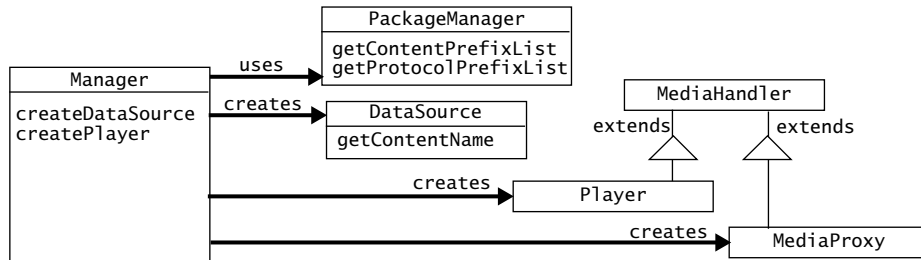 PackageManager
getContentPrefixList
getProtocolPrefixList
uses
Manager
createDataSource
createPlayer
creates
DataSource
getContentName
MediaHandler
extends
extends
creates
Player
creates
MediaProxy